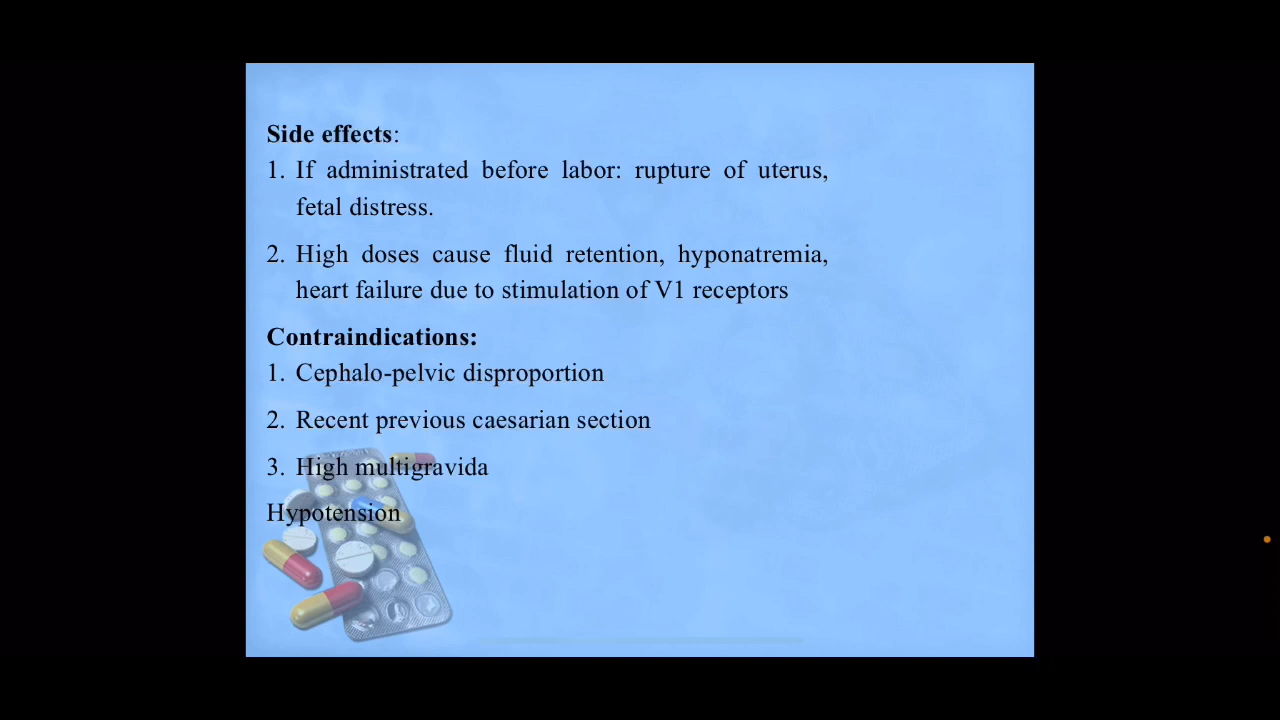 Side effects:
1. If administrated before labor: rupture of uterus,
fetal distress.
2. High doses cause fluid retention, hyponatremia,
heart failure due to stimulation of V1 receptors
Contraindications:
1. Cephalo-pelvic disproportion
2. Recent previous caesarian section
3. High multigravida
Hypotension